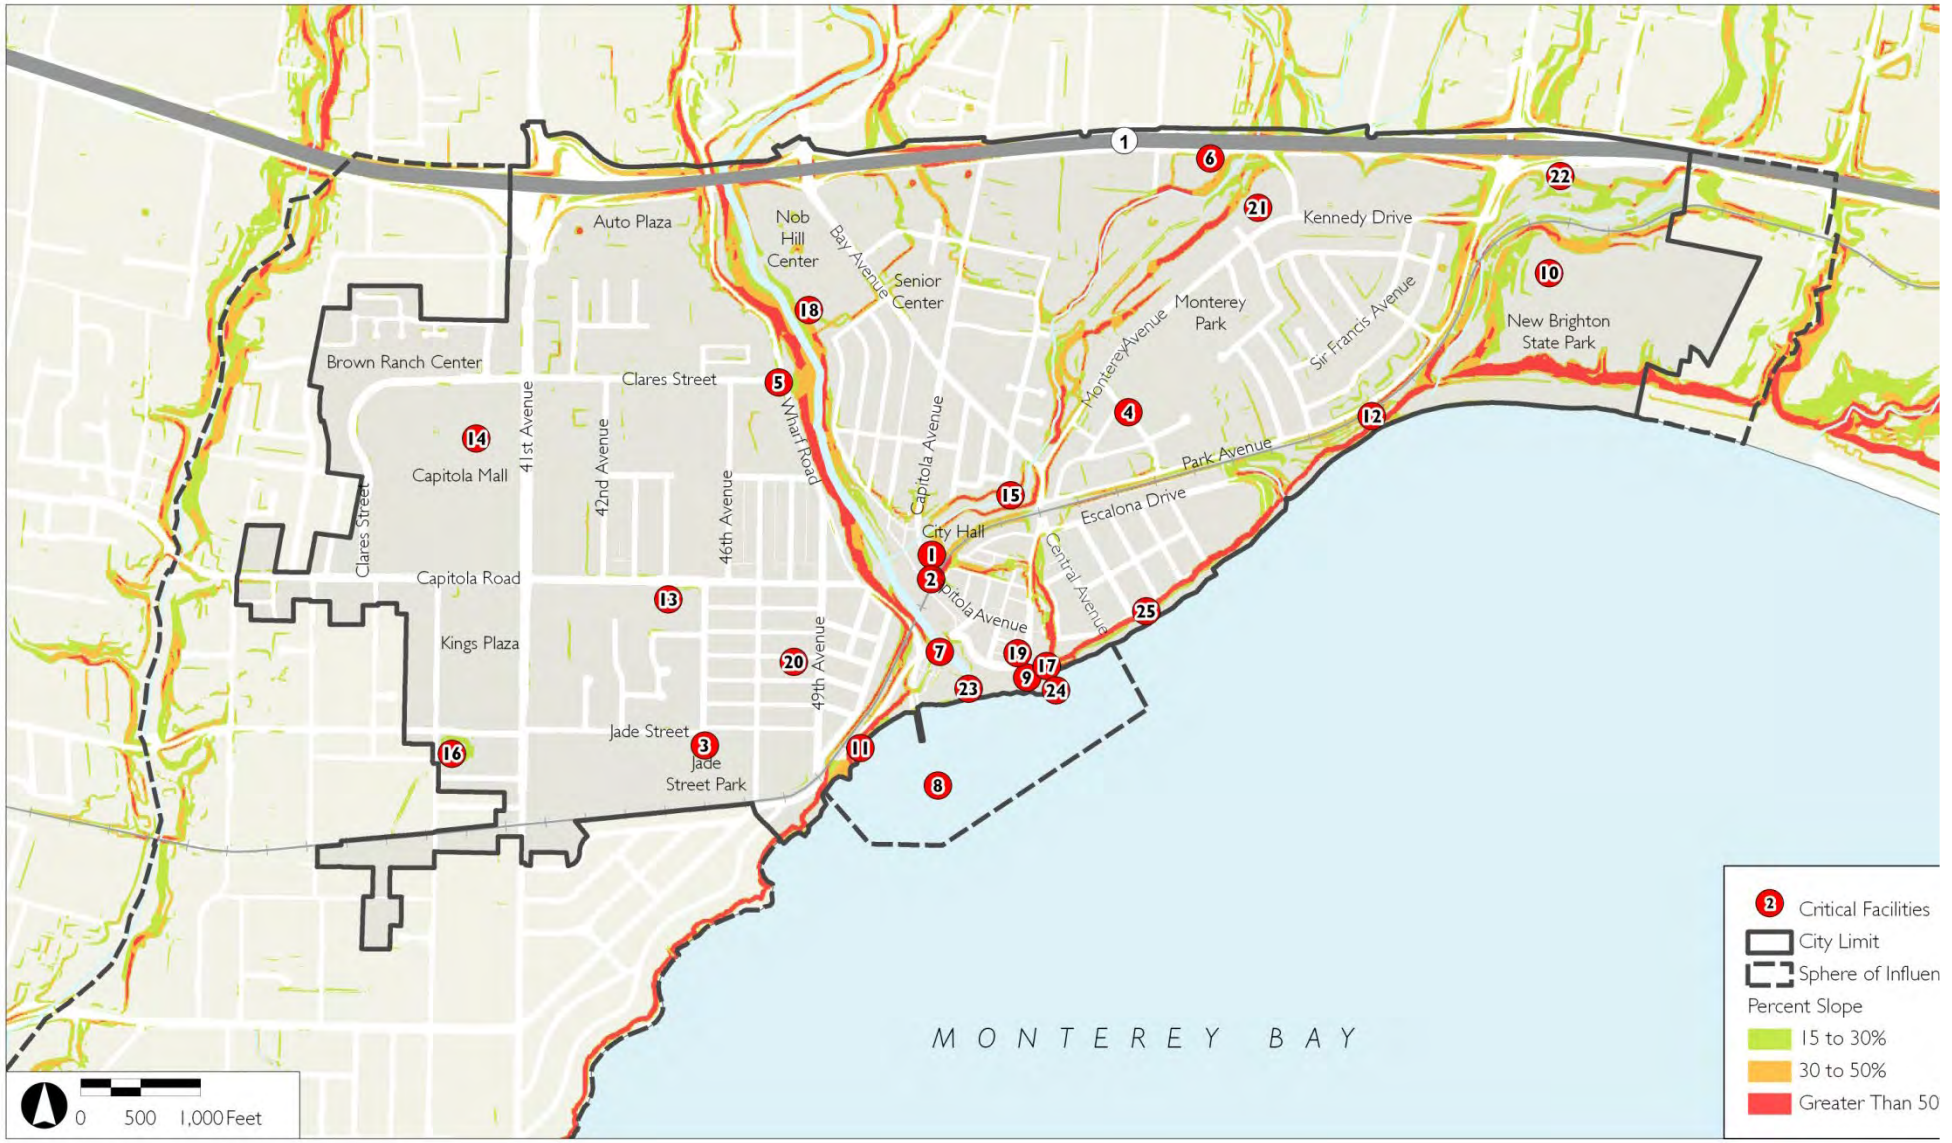 1
6
22
21
Auto Plaza
Nob
Hill
Center
Bay Avenue
Kennedy Drive
10
Senior
Center
18
Monterey
Park
Sir Francis Avenue
New Brighton
State Park
Brown Ranch Center
Clares Street
5
41st Avenue
Wharf Road
Monterey Avenue
4
12
14
Capitola Mall
42nd Avenue
46th Avenue
Capitola Avenue
Park Avenue
15
Escalona Drive
Clares Street
City Hall
1
2
Central Avenue
Capitola Road
13
pitola Avenue
25
Kings Plaza
20
49th Avenue
7
19
17
9
24
23
Jade Street
3
Jade
Street Park
16
11
8
MONTEREY BAY
2 Critical Facilities
City Limit
Sphere of Influen
Percent Slope
15 to 30%
30 to 50%
Greater Than 50
0 500 1,000 Feet